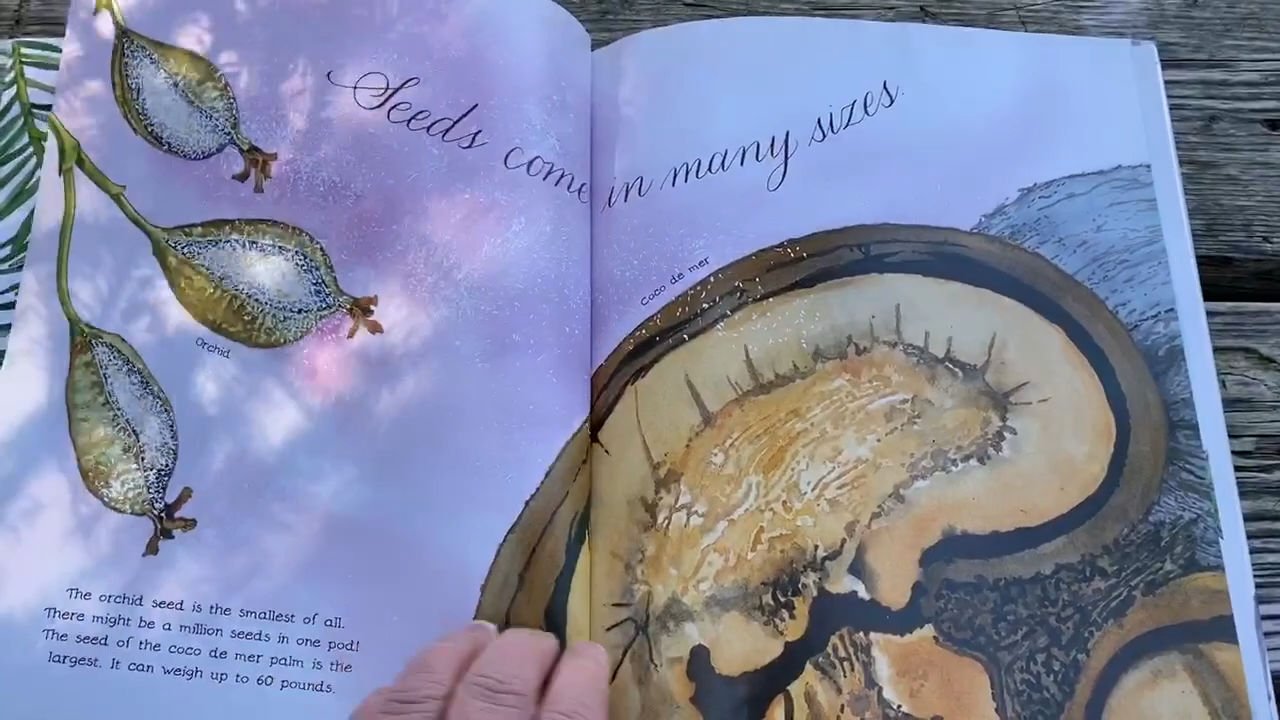 Seeds come in many sizes.
Coco de mer
Orchid
The orchid seed is the smallest of all.
There might be a million seeds in one pod!
The seed of the coco de mer palm is the
largest. It can weigh up to 60 pounds.